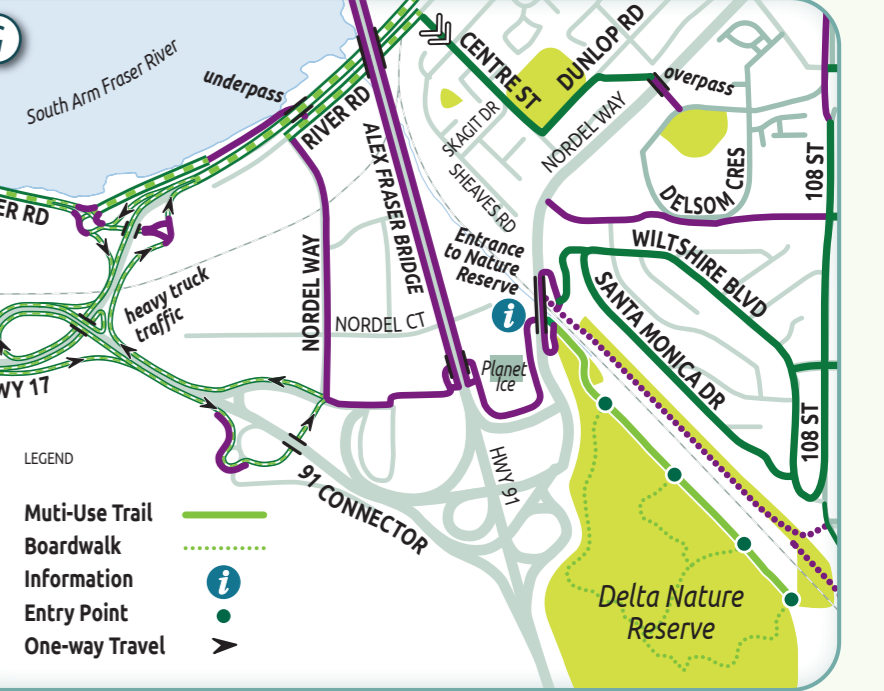 South Arm Fraser River
underpass
RIVER RD
ER RD
ALEX FRASER BRIDGE
CENTRE ST
DUNLOP RD
overpass
SKAGIT DR
NORDEL WAY
SHEAVES RD
DELSOM CRES
108 ST
Entrance
to Nature
Reserve
i
WILTSHIRE BLVD
SANTA MONICA DR
108 ST
heavy truck
traffic
NORDEL WAY
NORDEL CT
Planet
Ice
WY 17
HWY 91
91 CONNECTOR
LEGEND
Muti-Use Trail
Boardwalk
Information
i
Entry Point
One-way Travel
Delta Nature
Reserve